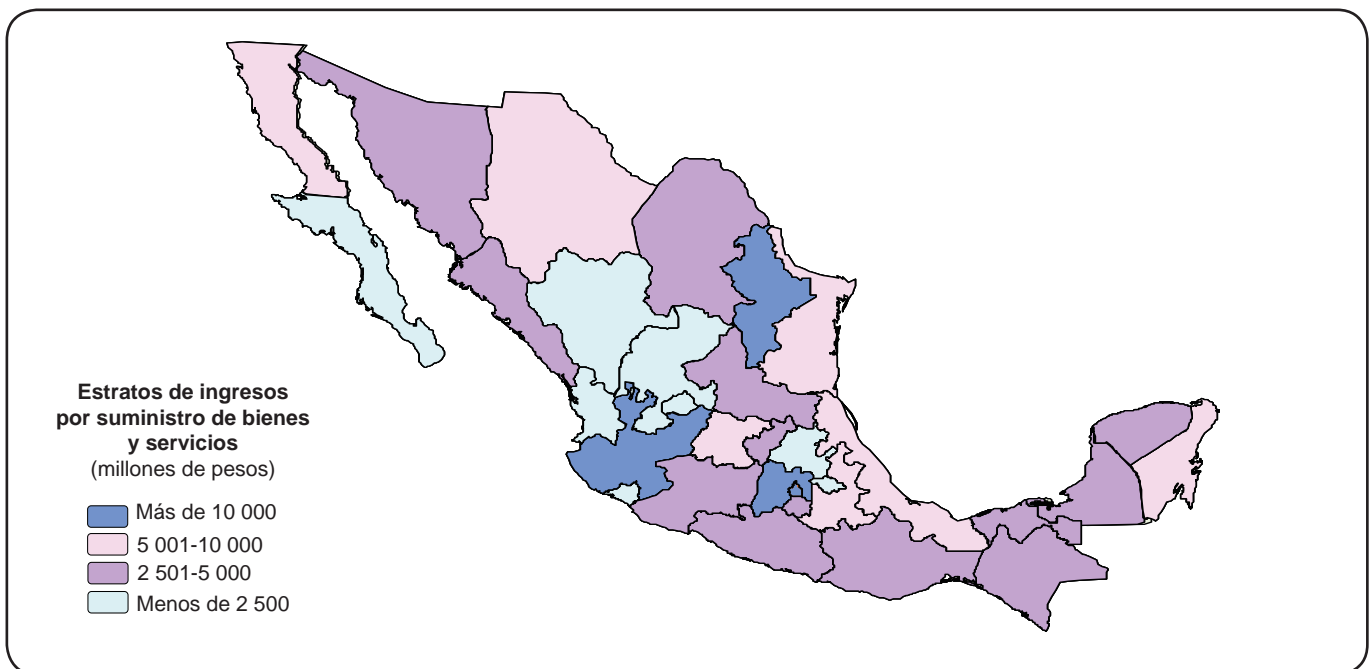 Estratos de ingresos
por suministro de bienes
y servicios
(millones de pesos)
Más de 10 000
5 001-10 000
2 501-5 000
Menos de 2 500